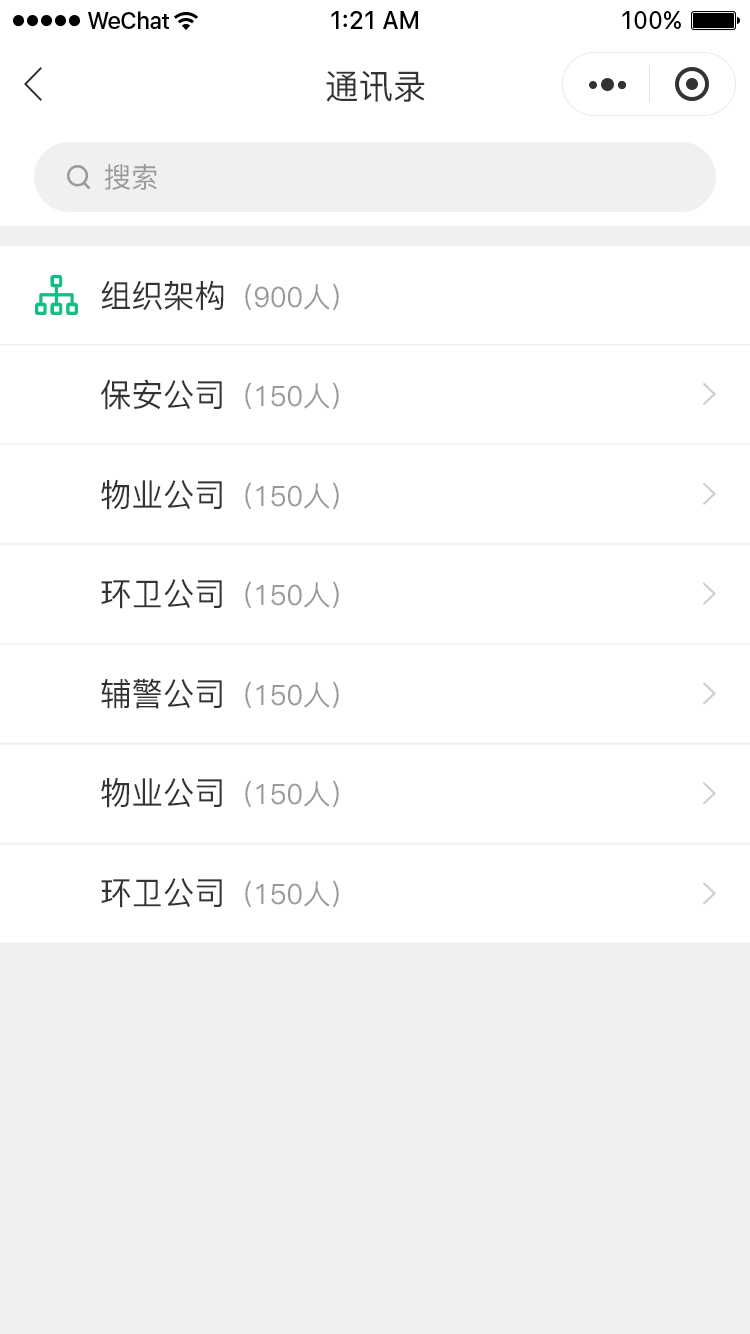 WeChat 1:21 AM 100%
通讯录
搜索
组织架构 (900人)
保安公司 (150人)
物业公司 (150人)
环卫公司 (150人)
辅警公司 (150人)
物业公司 (150人)
环卫公司 (150人)